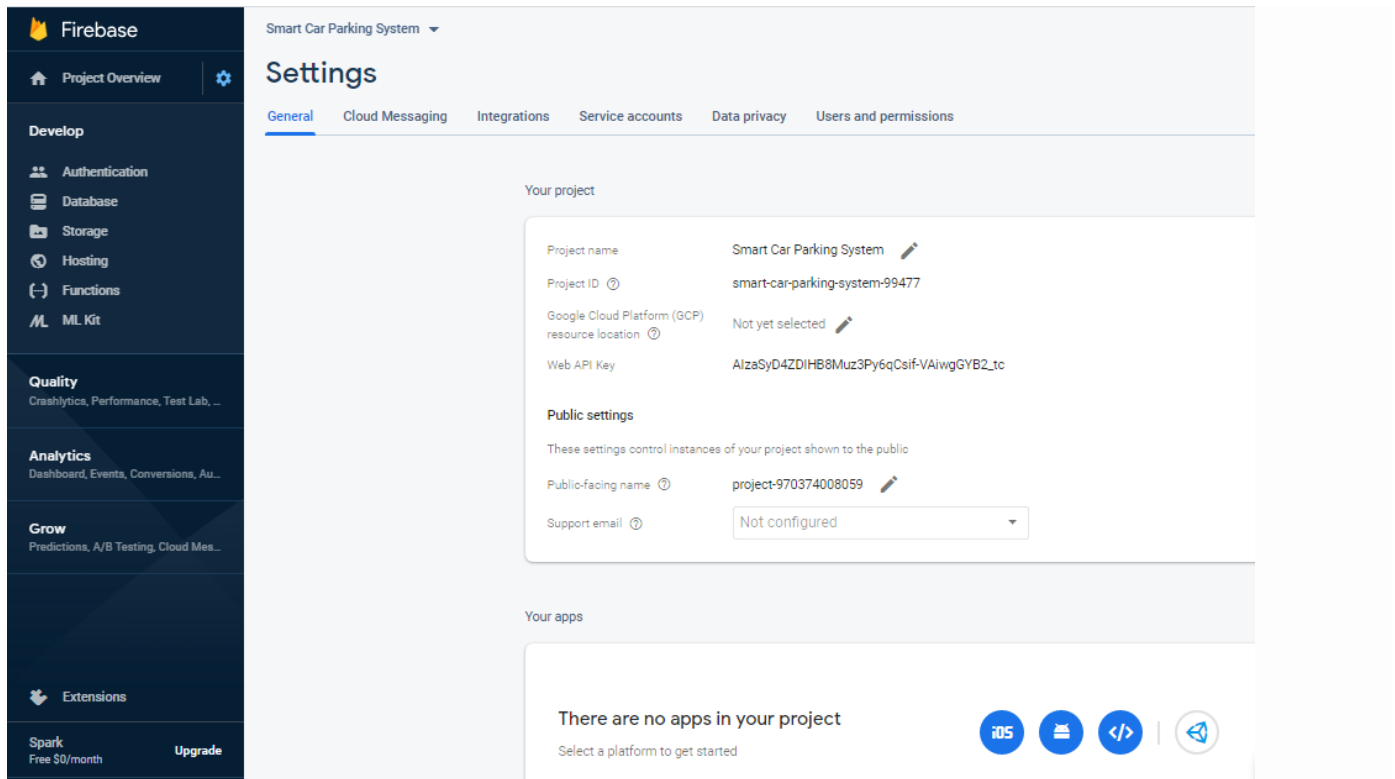 Firebase
Project Overview
Develop
Authentication
Database
Storage
Hosting
Functions
ML Kit
Quality
Crashlytics, Performance, Test Lab, ...
Analytics
Dashboard, Events, Conversions, Au...
Grow
Predictions, A/B Testing, Cloud Mes...
Extensions
Spark
Free $0/month
Upgrade
Smart Car Parking System
Settings
General Cloud Messaging Integrations Service accounts Data privacy Users and permissions
Your project
Project name Smart Car Parking System
Project ID smart-car-parking-system-99477
Google Cloud Platform (GCP)
resource location Not yet selected
Web API Key AIzaSyD4ZDIHB8Muz3Py6qCsif-VAiwgGYB2_tc
Public settings
These settings control instances of your project shown to the public
Public-facing name project-970374008059
Support email Not configured
Your apps
There are no apps in your project
Select a platform to get started
iOS